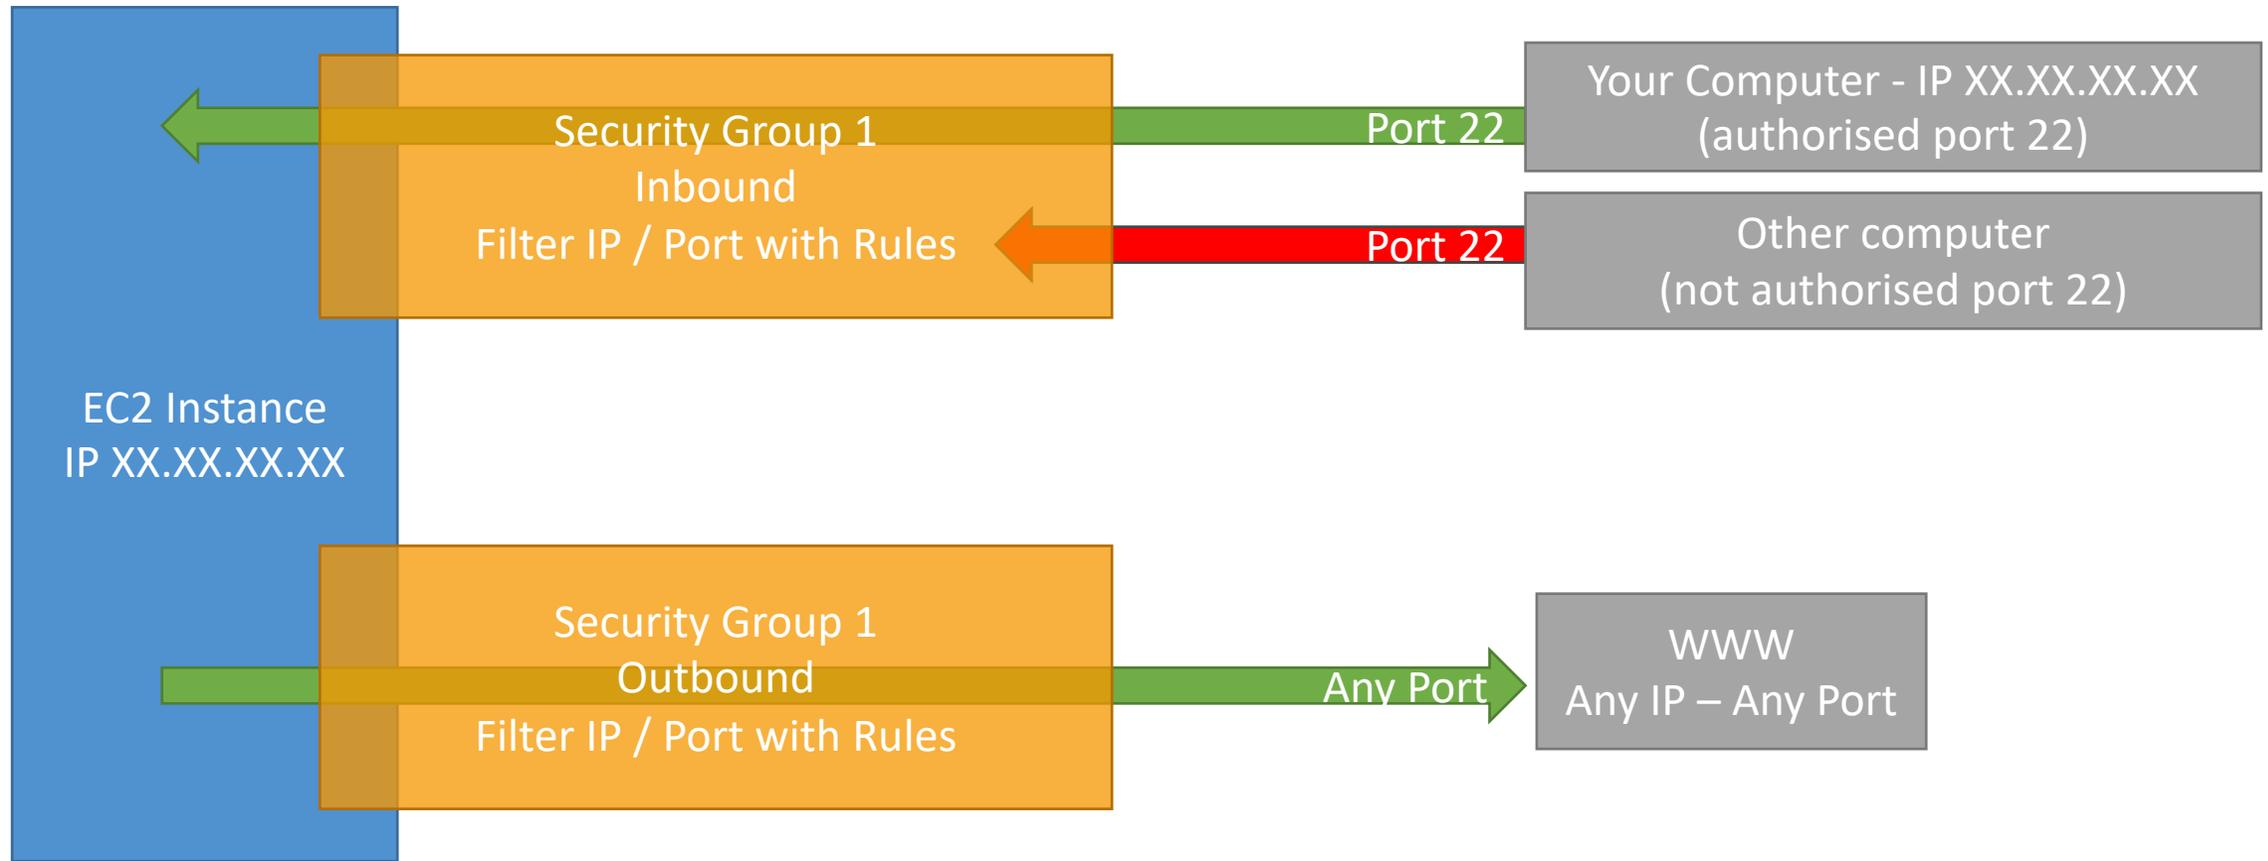 Your Computer - IP XX.XX.XX.XX
(authorised port 22)
Port 22
Security Group 1
Inbound
Filter IP / Port with Rules
Port 22
Other computer
(not authorised port 22)
EC2 Instance
IP XX.XX.XX.XX
Security Group 1
Outbound
Filter IP / Port with Rules
Any Port
WWW
Any IP – Any Port